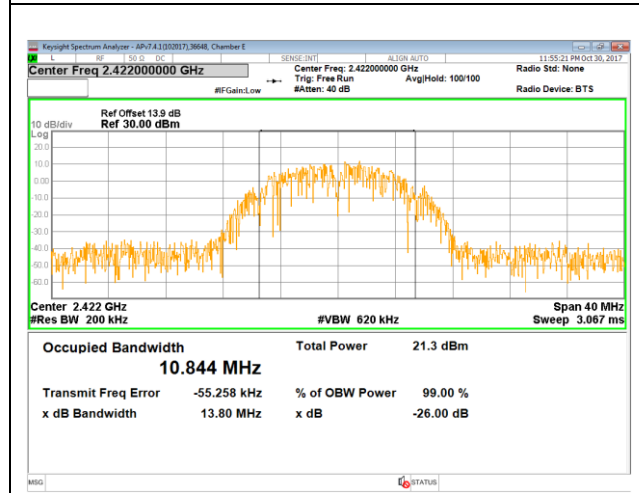 Keysight Spectrum Analyzer - APv7.4.1(102017),36648, Chamber E
L RF 50 Ω DC SENSE:INT ALIGN AUTO 11:55:21 PM Oct 30, 2017
Center Freq 2.422000000 GHz Center Freq: 2.422000000 GHz Radio Std: None
Trig: Free Run Avg|Hold: 100/100
#IFGain:Low #Atten: 40 dB Radio Device: BTS
Ref Offset 13.9 dB
10 dB/div Ref 30.00 dBm
Log
20.0
10.0
0.00
-10.0
-20.0
-30.0
-40.0
-50.0
-60.0
Center 2.422 GHz Span 40 MHz
#Res BW 200 kHz #VBW 620 kHz Sweep 3.067 ms
Occupied Bandwidth Total Power 21.3 dBm
10.844 MHz
Transmit Freq Error -55.258 kHz % of OBW Power 99.00 %
x dB Bandwidth 13.80 MHz x dB -26.00 dB
MSG STATUS